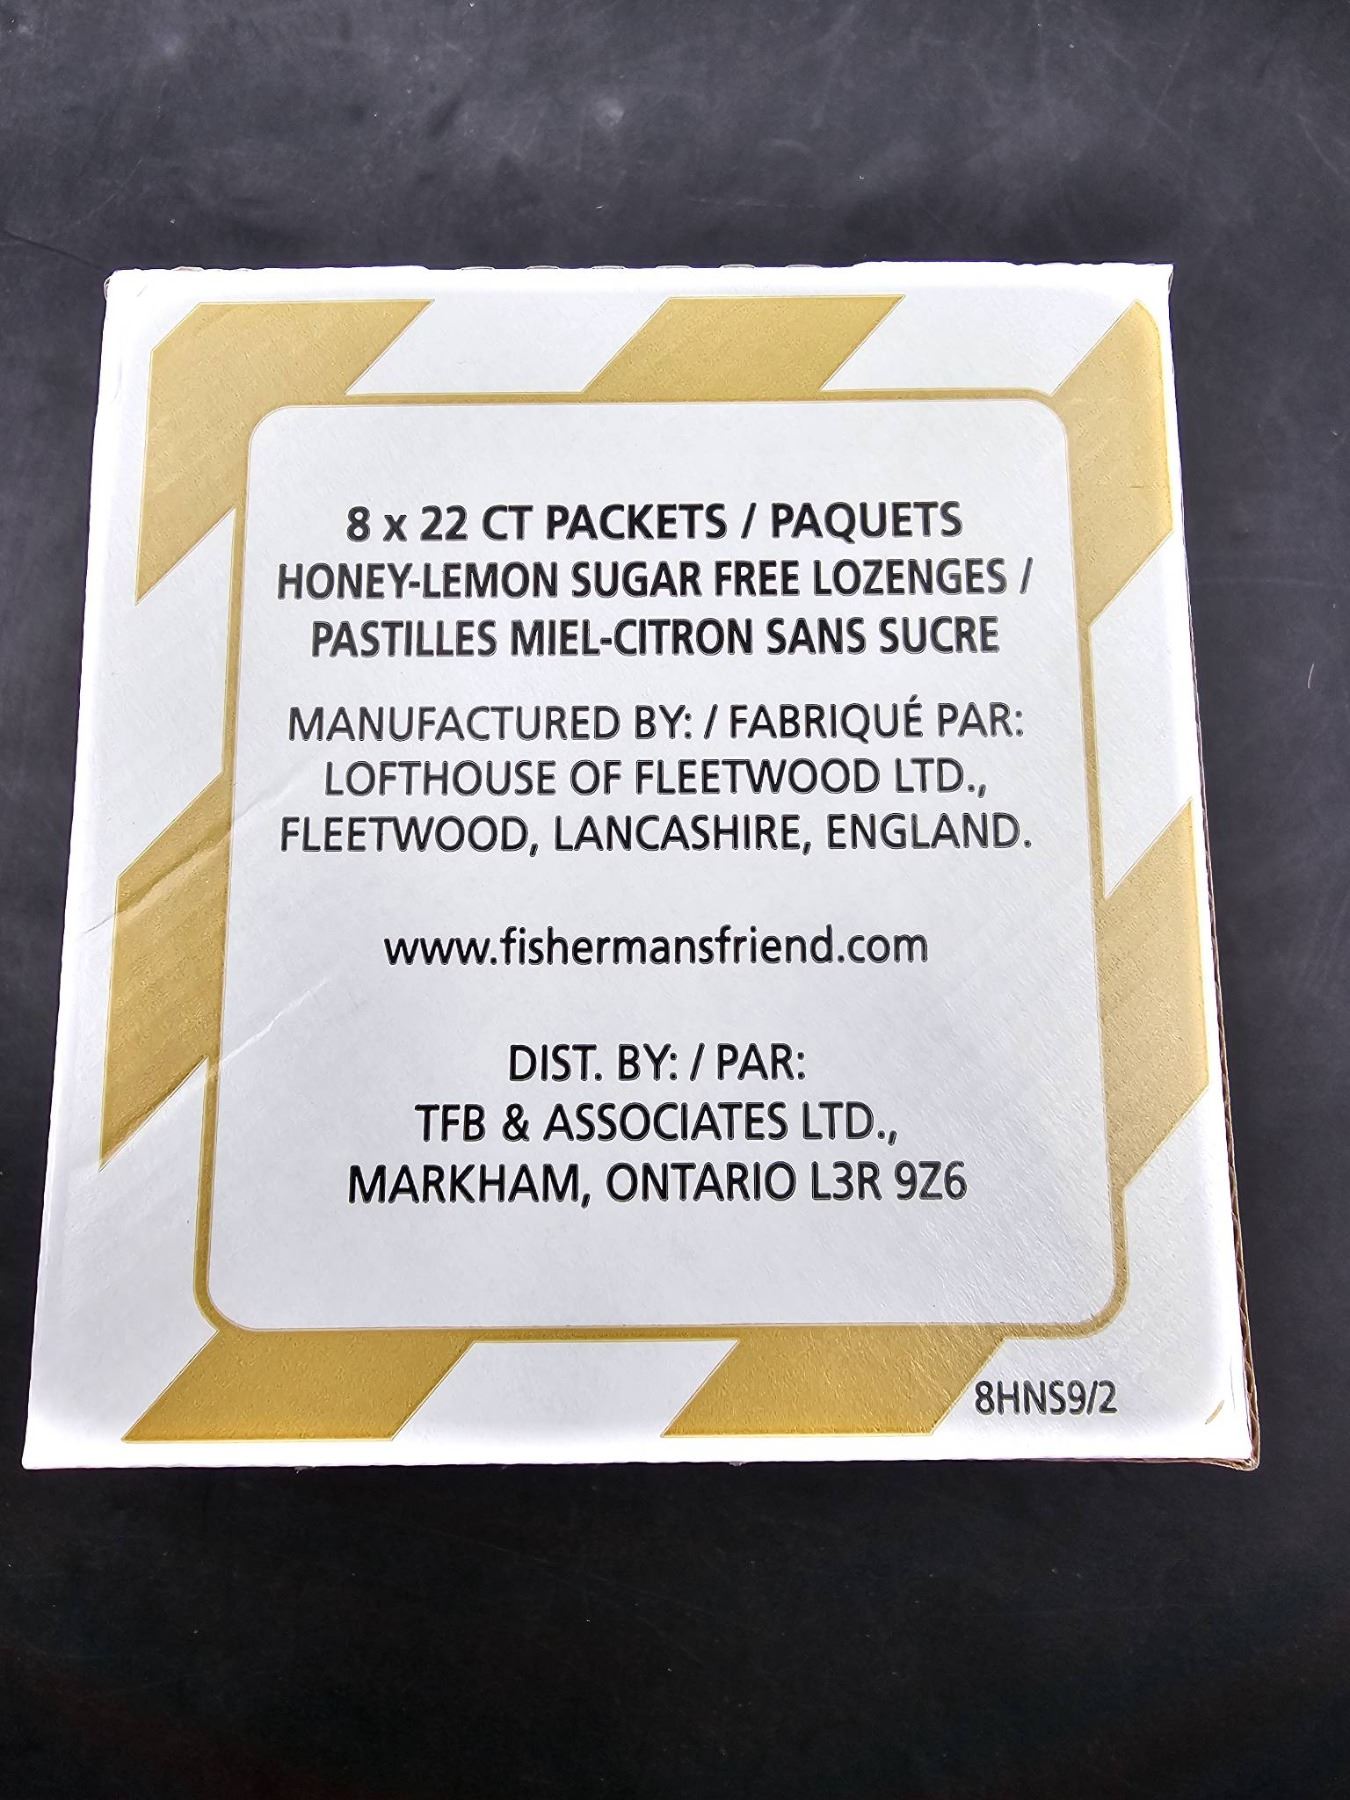 8 x 22 CT PACKETS / PAQUETS
HONEY-LEMON SUGAR FREE LOZENGES /
PASTILLES MIEL-CITRON SANS SUCRE
MANUFACTURED BY: / FABRIQUÉ PAR:
LOFTHOUSE OF FLEETWOOD LTD.,
FLEETWOOD, LANCASHIRE, ENGLAND.
www.fishermansfriend.com
DIST. BY: / PAR:
TFB & ASSOCIATES LTD.,
MARKHAM, ONTARIO L3R 9Z6
8HNS9/2